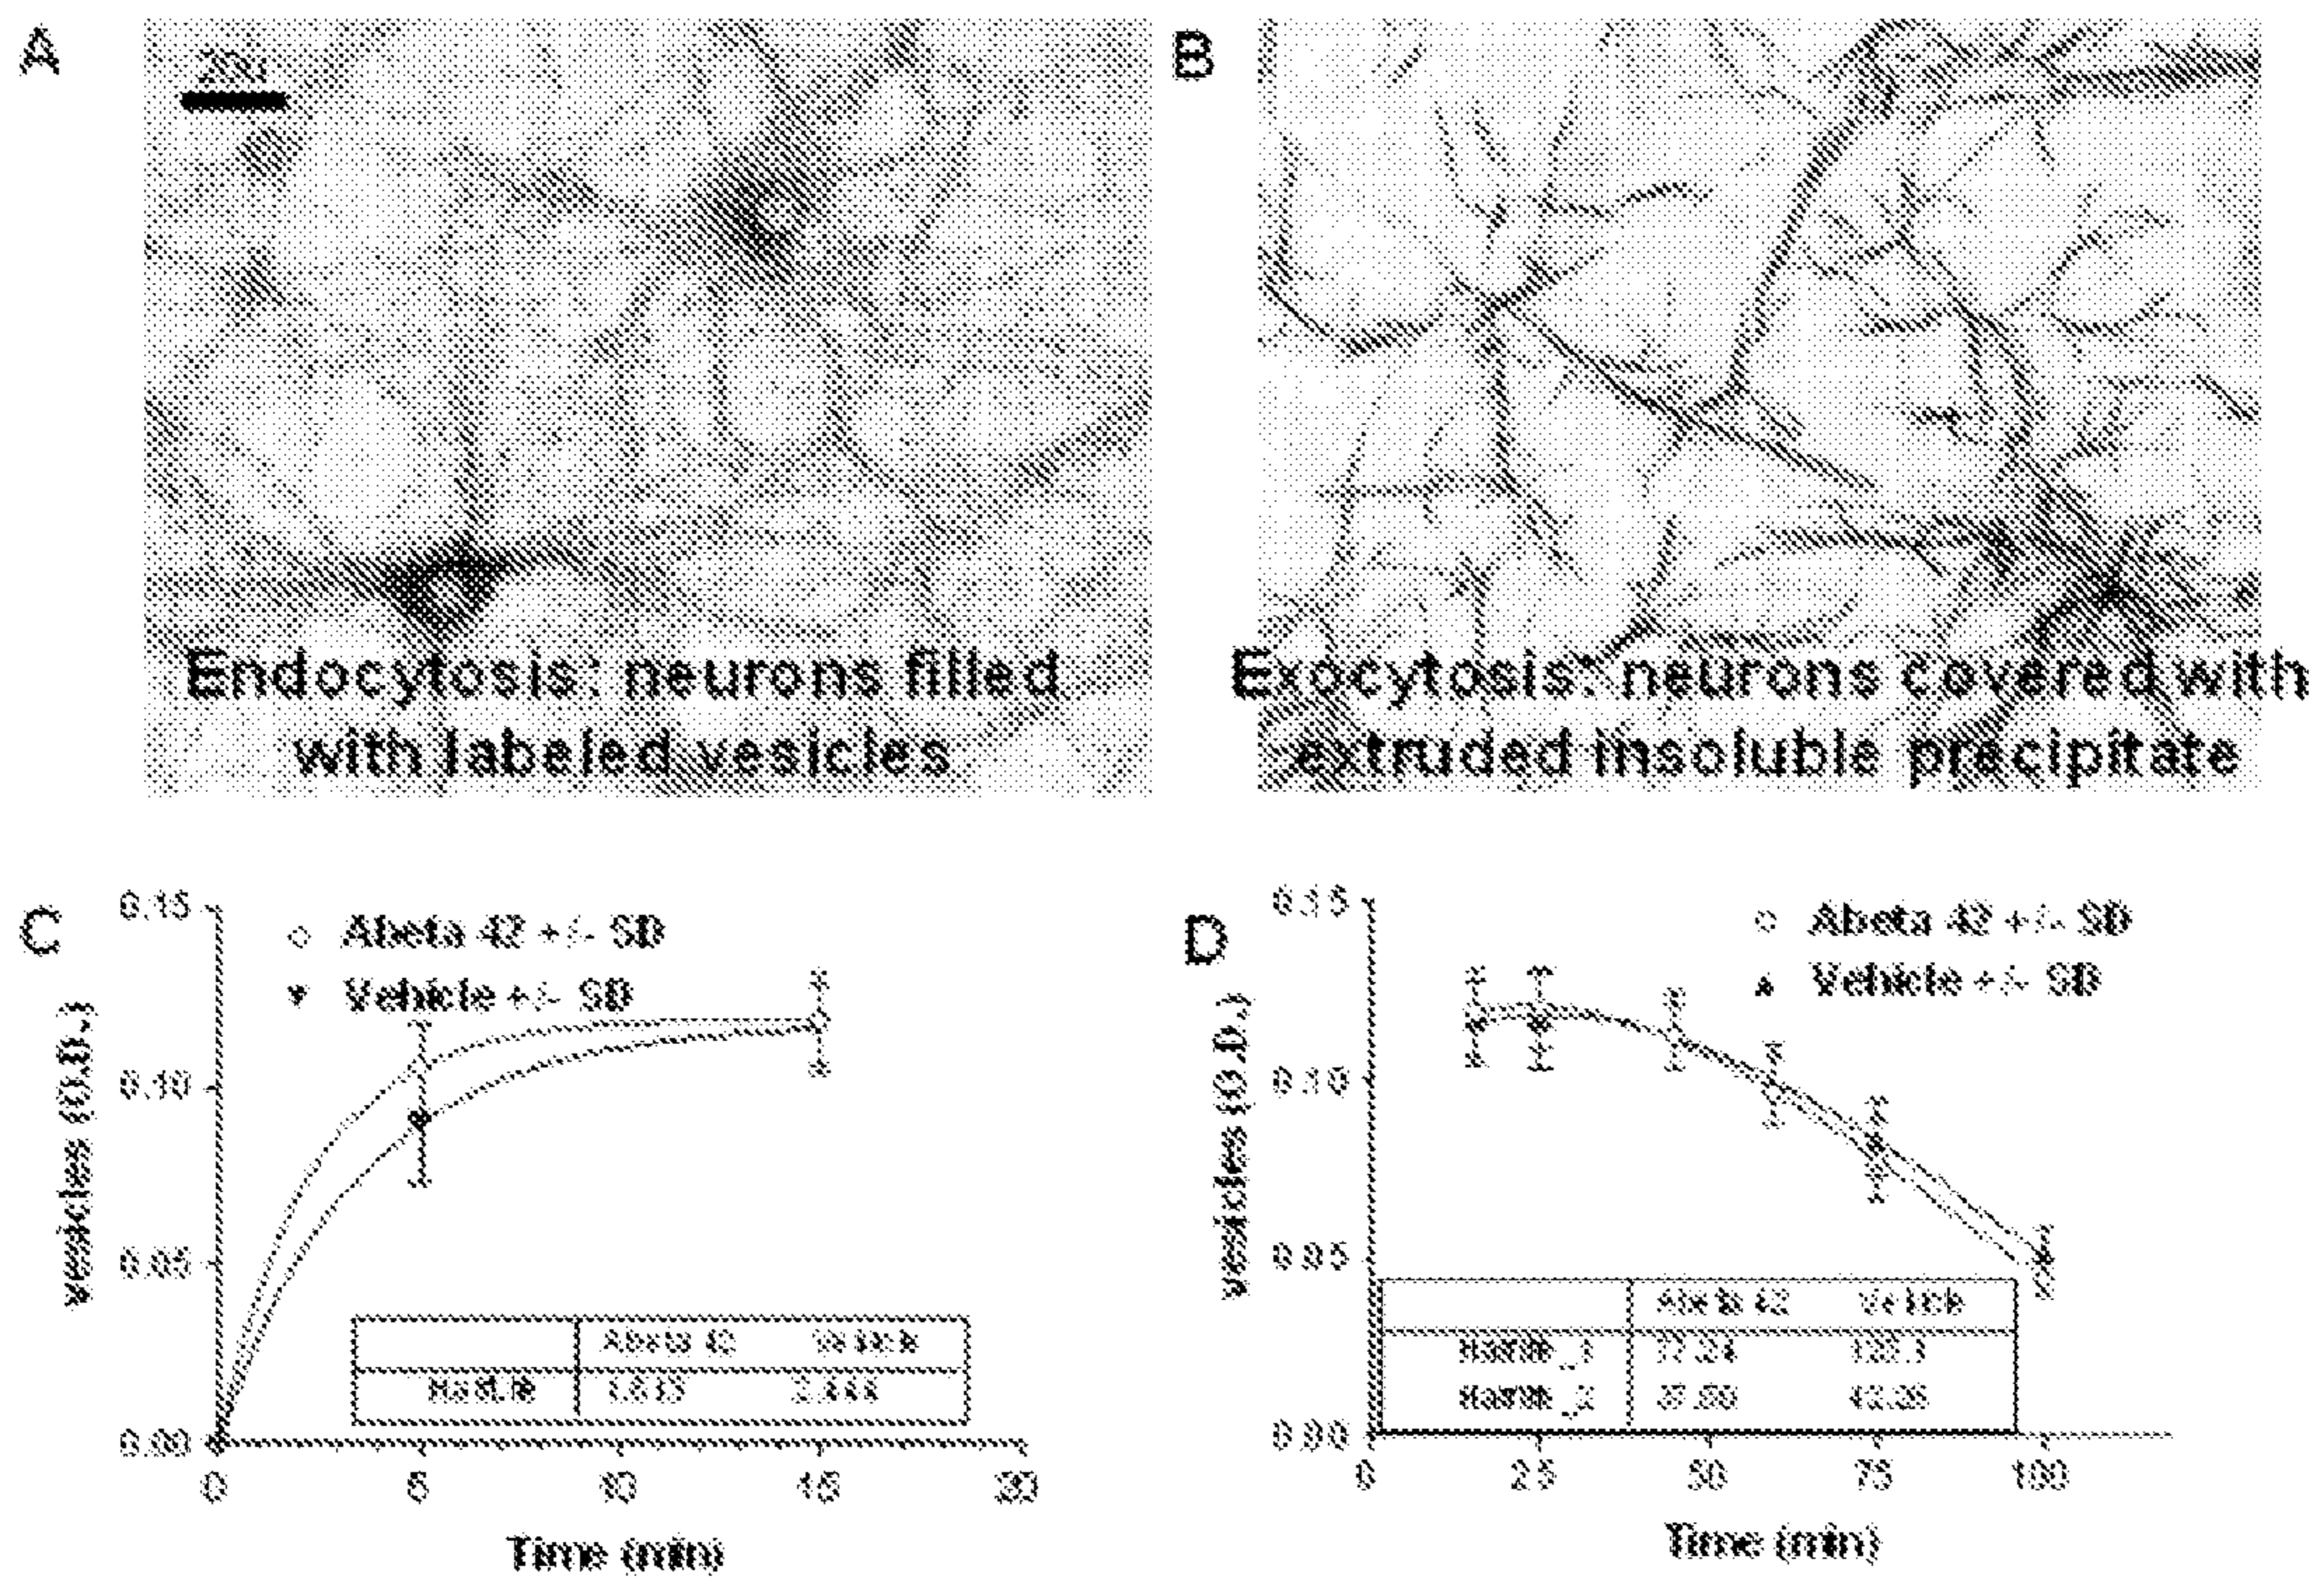 A
B
Endocytosis: neurons filled
with labeled vesicles
Exocytosis: neurons covered with
extruded insoluble precipitate
C
0.15
0.10
0.05
0.00
vesicles (O.D.)
Abeta 42 +/- SD
Vehicle +/- SD
Abeta 42 Vehicle
Halflife
0 5 10 15 20
Time (min)
D
0.15
0.10
0.05
0.00
vesicles (O.D.)
Abeta 42 +/- SD
Vehicle +/- SD
Abeta 42 Vehicle
77.24
0 25 50 75 100
Time (min)